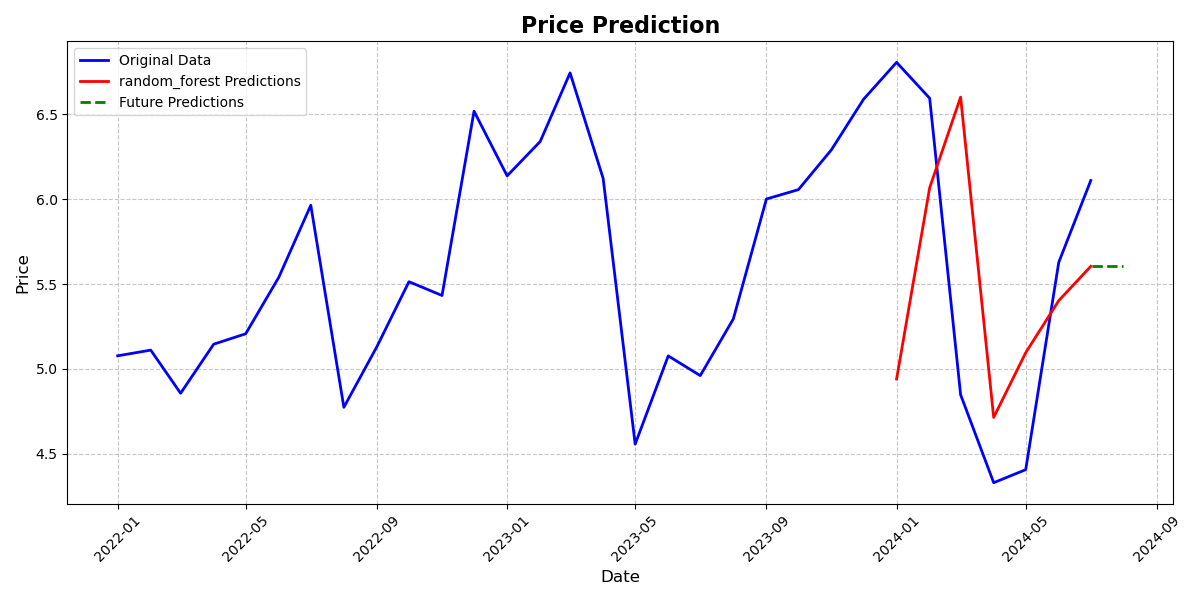 Price Prediction
Original Data
random_forest Predictions
Future Predictions
Price
6.5
6.0
5.5
5.0
4.5
2022-01
2022-05
2022-09
2023-01
2023-05
2023-09
2024-01
2024-05
2024-09
Date